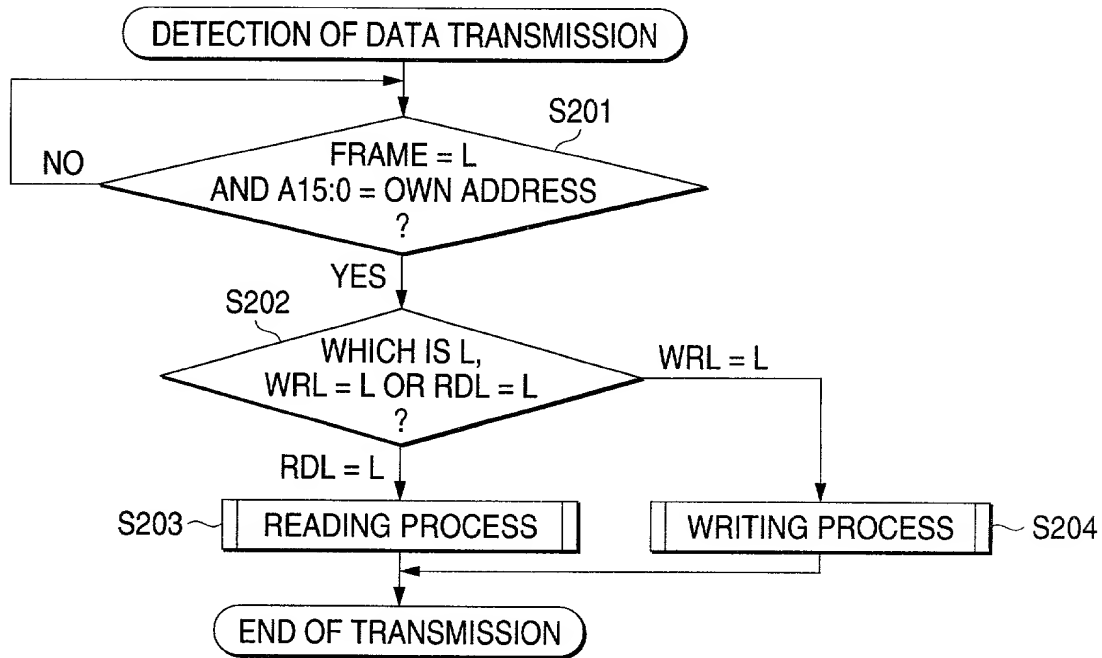 DETECTION OF DATA TRANSMISSION
S201
NO
FRAME = L
AND A15:0 = OWN ADDRESS
?
YES
S202
WHICH IS L,
WRL = L OR RDL = L
?
WRL = L
RDL = L
S203
READING PROCESS
WRITING PROCESS
S204
END OF TRANSMISSION